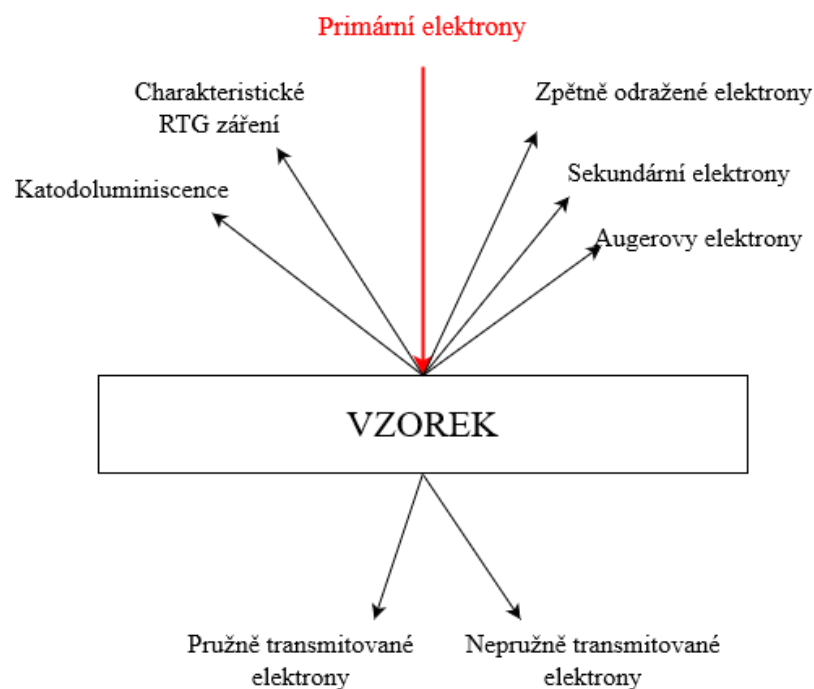 Primární elektrony
Charakteristické
RTG záření
Katodoluminiscence
Zpětně odražené elektrony
Sekundární elektrony
Augerovy elektrony
VZOREK
Pružně transmitované
elektrony
Nepružně transmitované
elektrony